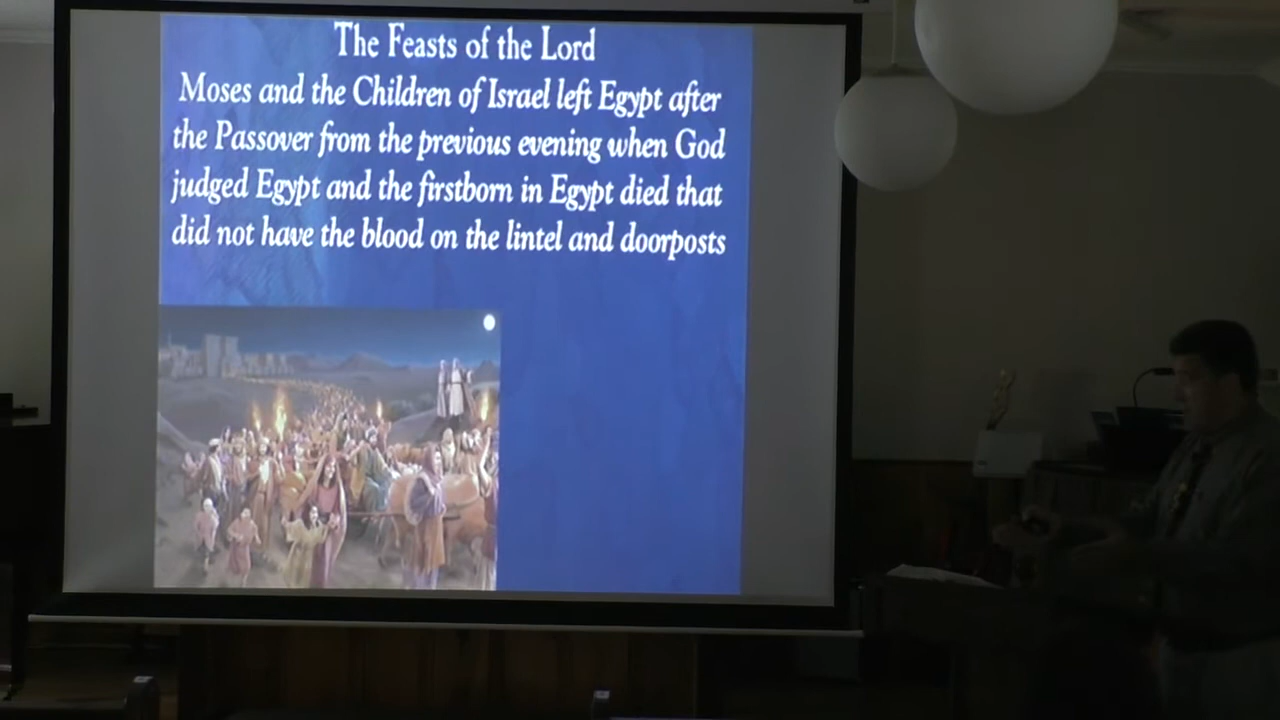 The Feasts of the Lord
Moses and the Children of Israel left Egypt after
the Passover from the previous evening when God
judged Egypt and the firstborn in Egypt died that
did not have the blood on the lintel and doorposts